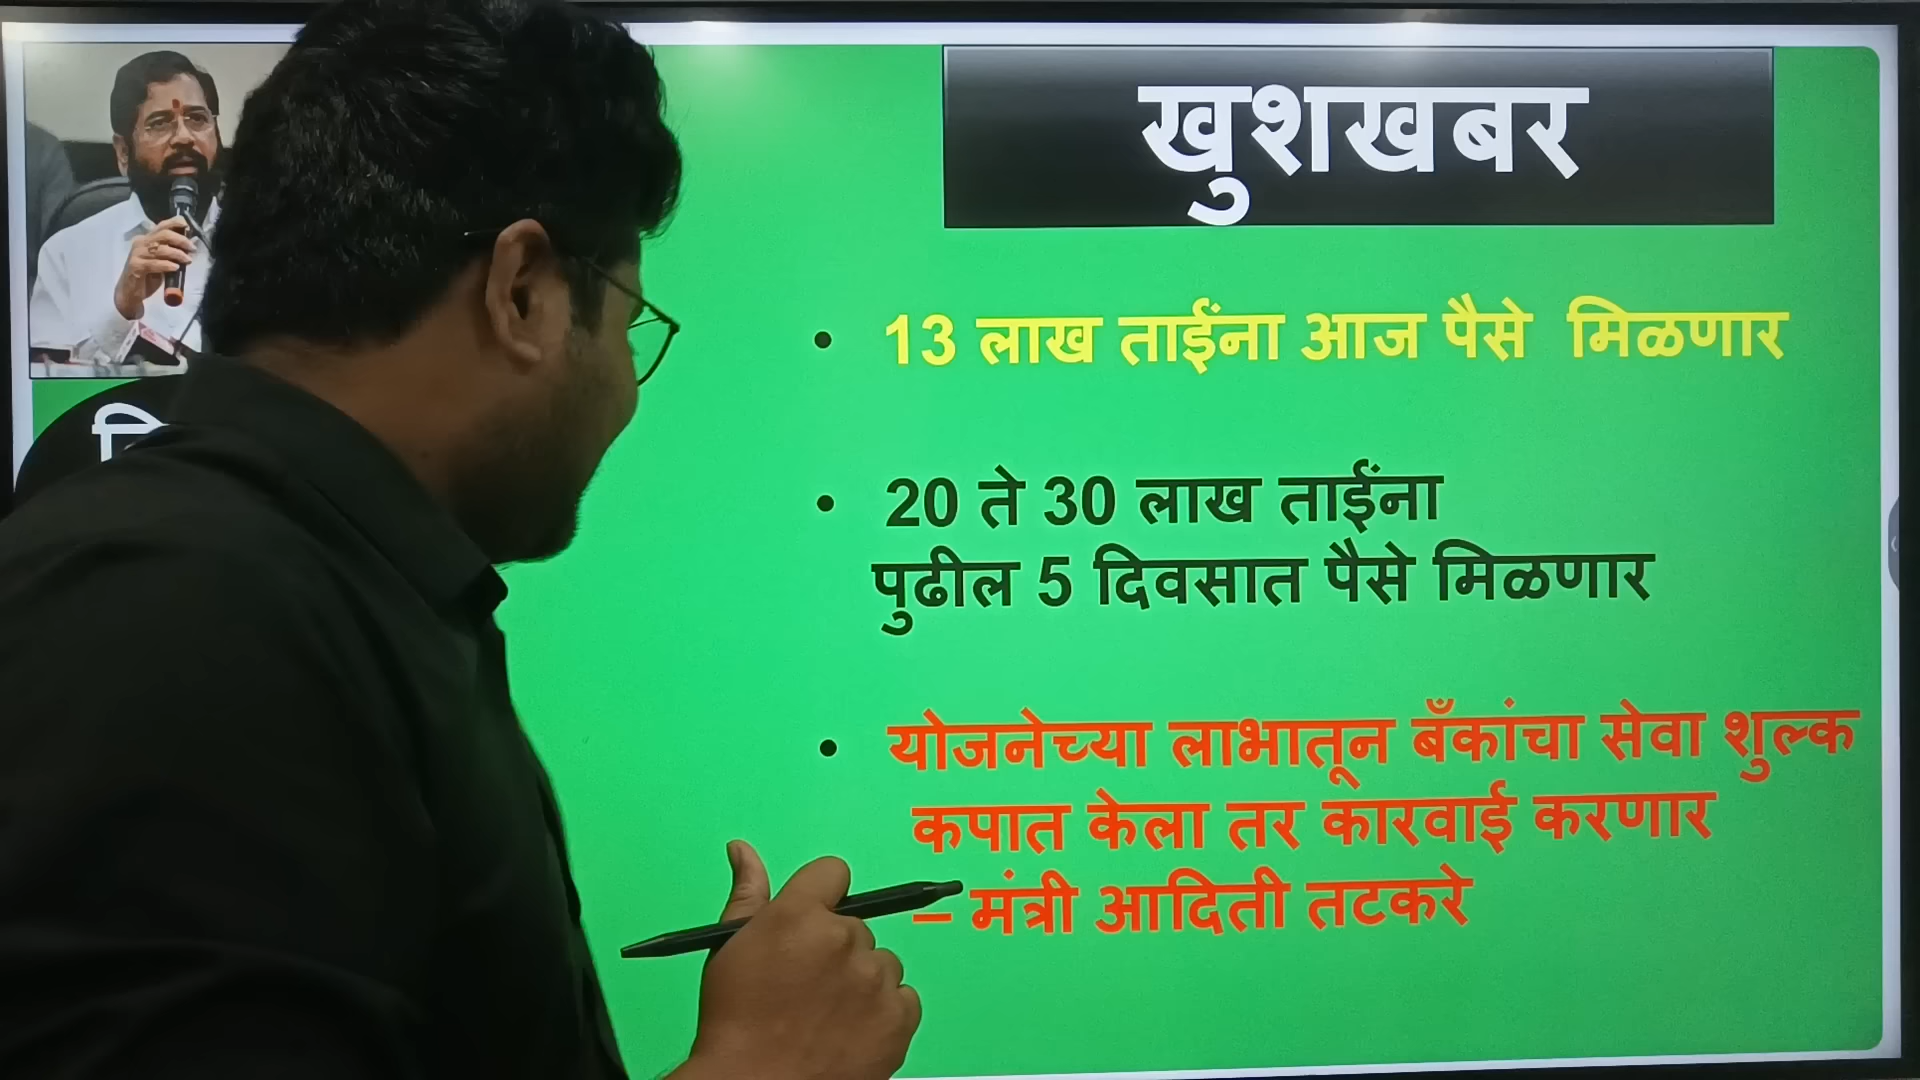 खुशखबर
• 13 लाख ताईंना आज पैसे मिळणार
• 20 ते 30 लाख ताईंना
पुढील 5 दिवसात पैसे मिळणार
• योजनेच्या लाभातून बँकांचा सेवा शुल्क
कपात केला तर कारवाई करणार
– मंत्री आदिती तटकरे